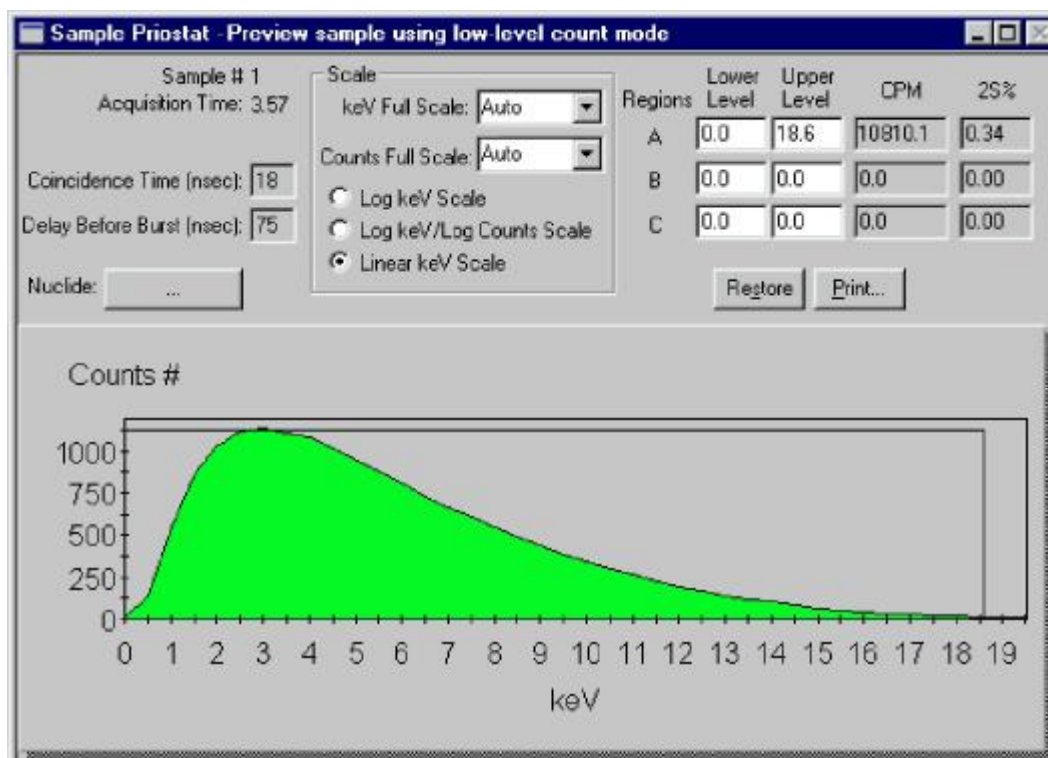 Sample Priostat - Preview sample using low-level count mode
Sample # 1
Acquisition Time: 3.57
Coincidence Time (nsec): 18
Delay Before Burst (nsec): 75
Nuclide: ...
Scale
keV Full Scale: Auto
Counts Full Scale: Auto
Log keV Scale
Log keV/Log Counts Scale
Linear keV Scale
Regions Lower Level Upper Level CPM 2S%
A 0.0 18.6 10810.1 0.34
B 0.0 0.0 0.0 0.00
C 0.0 0.0 0.0 0.00
Restore Print...
Counts #
1000
750
500
250
0
0 1 2 3 4 5 6 7 8 9 10 11 12 13 14 15 16 17 18 19
keV